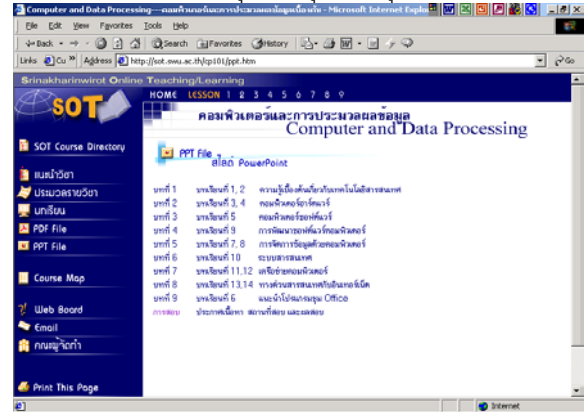 Computer and Data Processing----คอมพิวเตอร์และการประมวลผลข้อมูลเบื้องต้น - Microsoft Internet Explo
File Edit View Favorites Tools Help
Back Search Favorites History
Links Cu Address http://sot.swu.ac.th/cp101/ppt.htm Go
Srinakharinwirot Online Teaching/Learning
SOT
HOME LESSON 1 2 3 4 5 6 7 8 9
คอมพิวเตอร์และการประมวลผลข้อมูล
Computer and Data Processing
PPT File
สไลด์ PowerPoint
SOT Course Directory
แนะนำวิชา
ประมวลรายวิชา
บทเรียน
PDF File
PPT File
Course Map
Web Board
Email
คณะผู้จัดทำ
Print This Page
บทที่ 1 บทเรียนที่ 1, 2 ความรู้เบื้องต้นเกี่ยวกับเทคโนโลยีสารสนเทศ
บทที่ 2 บทเรียนที่ 3, 4 คอมพิวเตอร์ฮาร์ดแวร์
บทที่ 3 บทเรียนที่ 5 คอมพิวเตอร์ซอฟต์แวร์
บทที่ 4 บทเรียนที่ 9 การพัฒนาซอฟต์แวร์คอมพิวเตอร์
บทที่ 5 บทเรียนที่ 7, 8 การจัดการข้อมูลด้วยคอมพิวเตอร์
บทที่ 6 บทเรียนที่ 10 ระบบสารสนเทศ
บทที่ 7 บทเรียนที่ 11,12 เครือข่ายคอมพิวเตอร์
บทที่ 8 บทเรียนที่ 13,14 ทางด่วนสารสนเทศกับอินเทอร์เน็ต
บทที่ 9 บทเรียนที่ 6 แนะนำโปรแกรมชุด Office
การสอบ ประกาศเนื้อหา สถานที่สอบ และผลสอบ
Internet